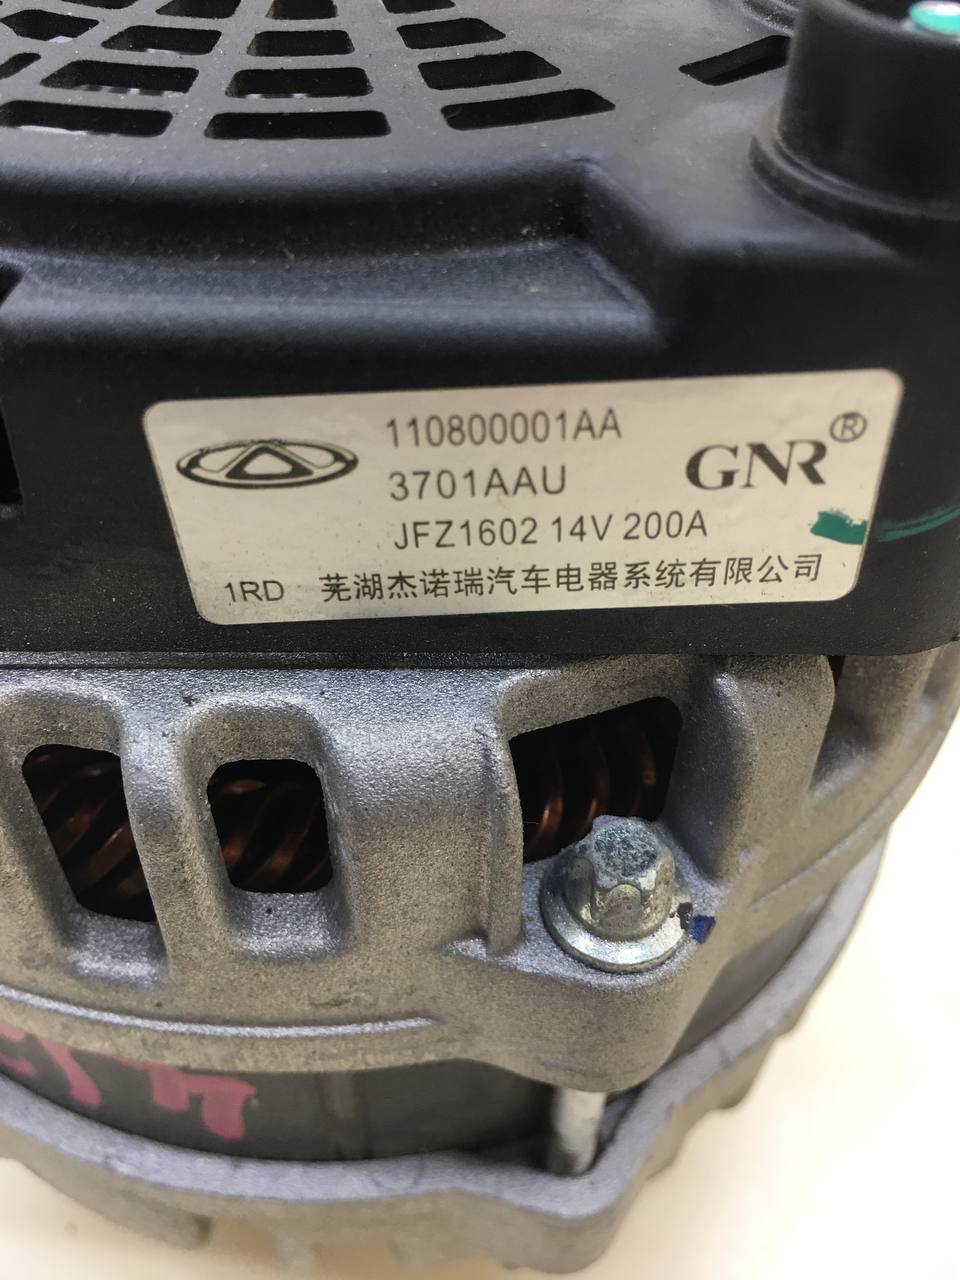 110800001AA
3701AAU
GNR®
JFZ1602 14V 200A
1RD 芜湖杰诺瑞汽车电器系统有限公司